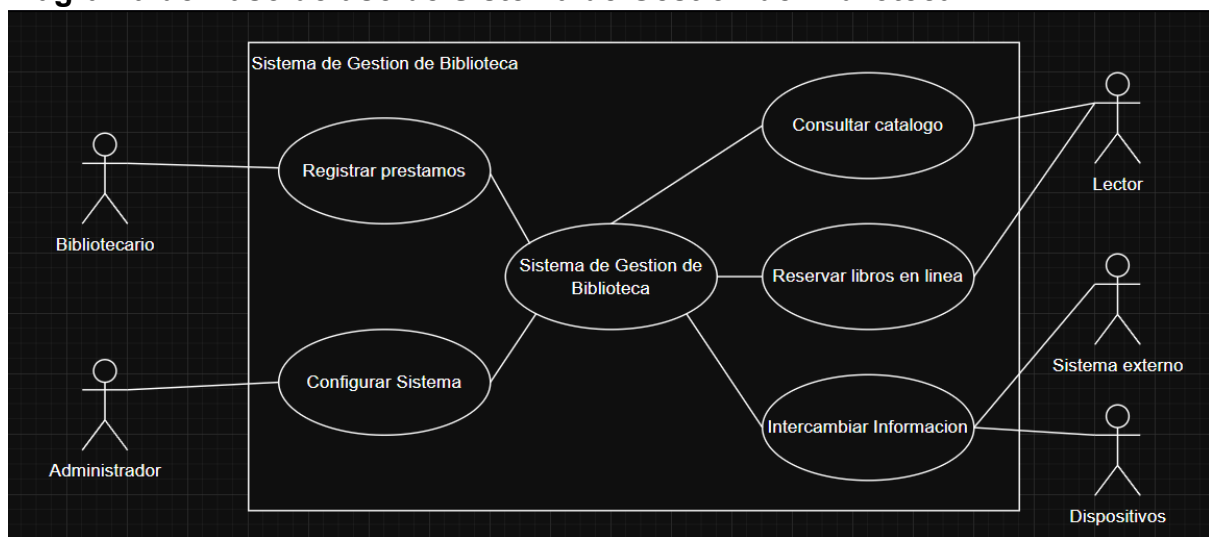 Sistema de Gestion de Biblioteca
Consultar catalogo
Registrar prestamos
Lector
Bibliotecario
Sistema de Gestion de
Biblioteca
Reservar libros en linea
Sistema externo
Configurar Sistema
Intercambiar Informacion
Administrador
Dispositivos